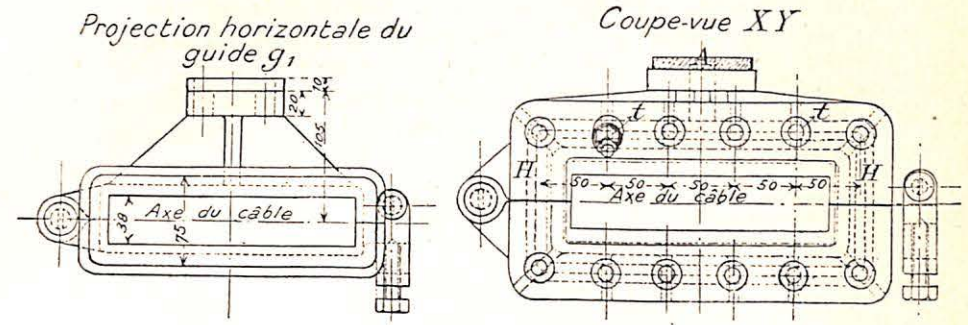 Projection horizontale du
guide g₁
10
20
105
Axe du câble
38
75
Coupe-vue XY
A
t
t
H
H
50 50 50 50 50
Axe du câble